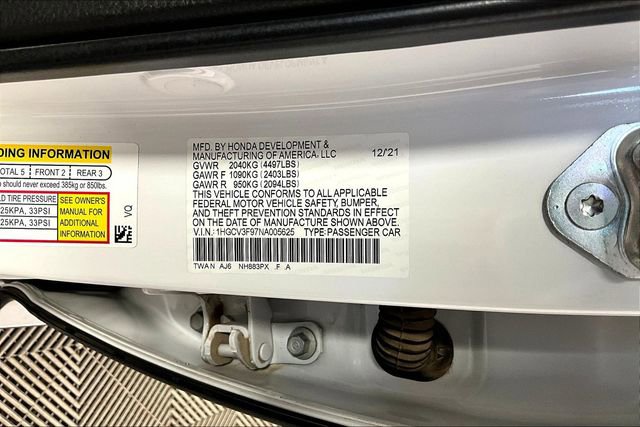 DING INFORMATION
OTAL 5 FRONT 2 REAR 3
should never exceed 385kg or 850lbs.
TIRE PRESSURE
25KPA, 33PSI
25KPA, 33PSI
SEE OWNER'S
MANUAL FOR
ADDITIONAL
INFORMATION
VQ
MFD. BY HONDA DEVELOPMENT &
MANUFACTURING OF AMERICA, LLC 12/21
GVWR 2040KG (4497LBS)
GAWR F 1090KG (2403LBS)
GAWR R 950KG (2094LBS)
THIS VEHICLE CONFORMS TO ALL APPLICABLE
FEDERAL MOTOR VEHICLE SAFETY, BUMPER,
AND THEFT PREVENTION STANDARDS IN EFFECT
ON THE DATE OF MANUFACTURE SHOWN ABOVE.
V.I.N.: 1HGCV3F97NA005625 TYPE:PASSENGER CAR
TWA N AJ6 NH883PX .F .A